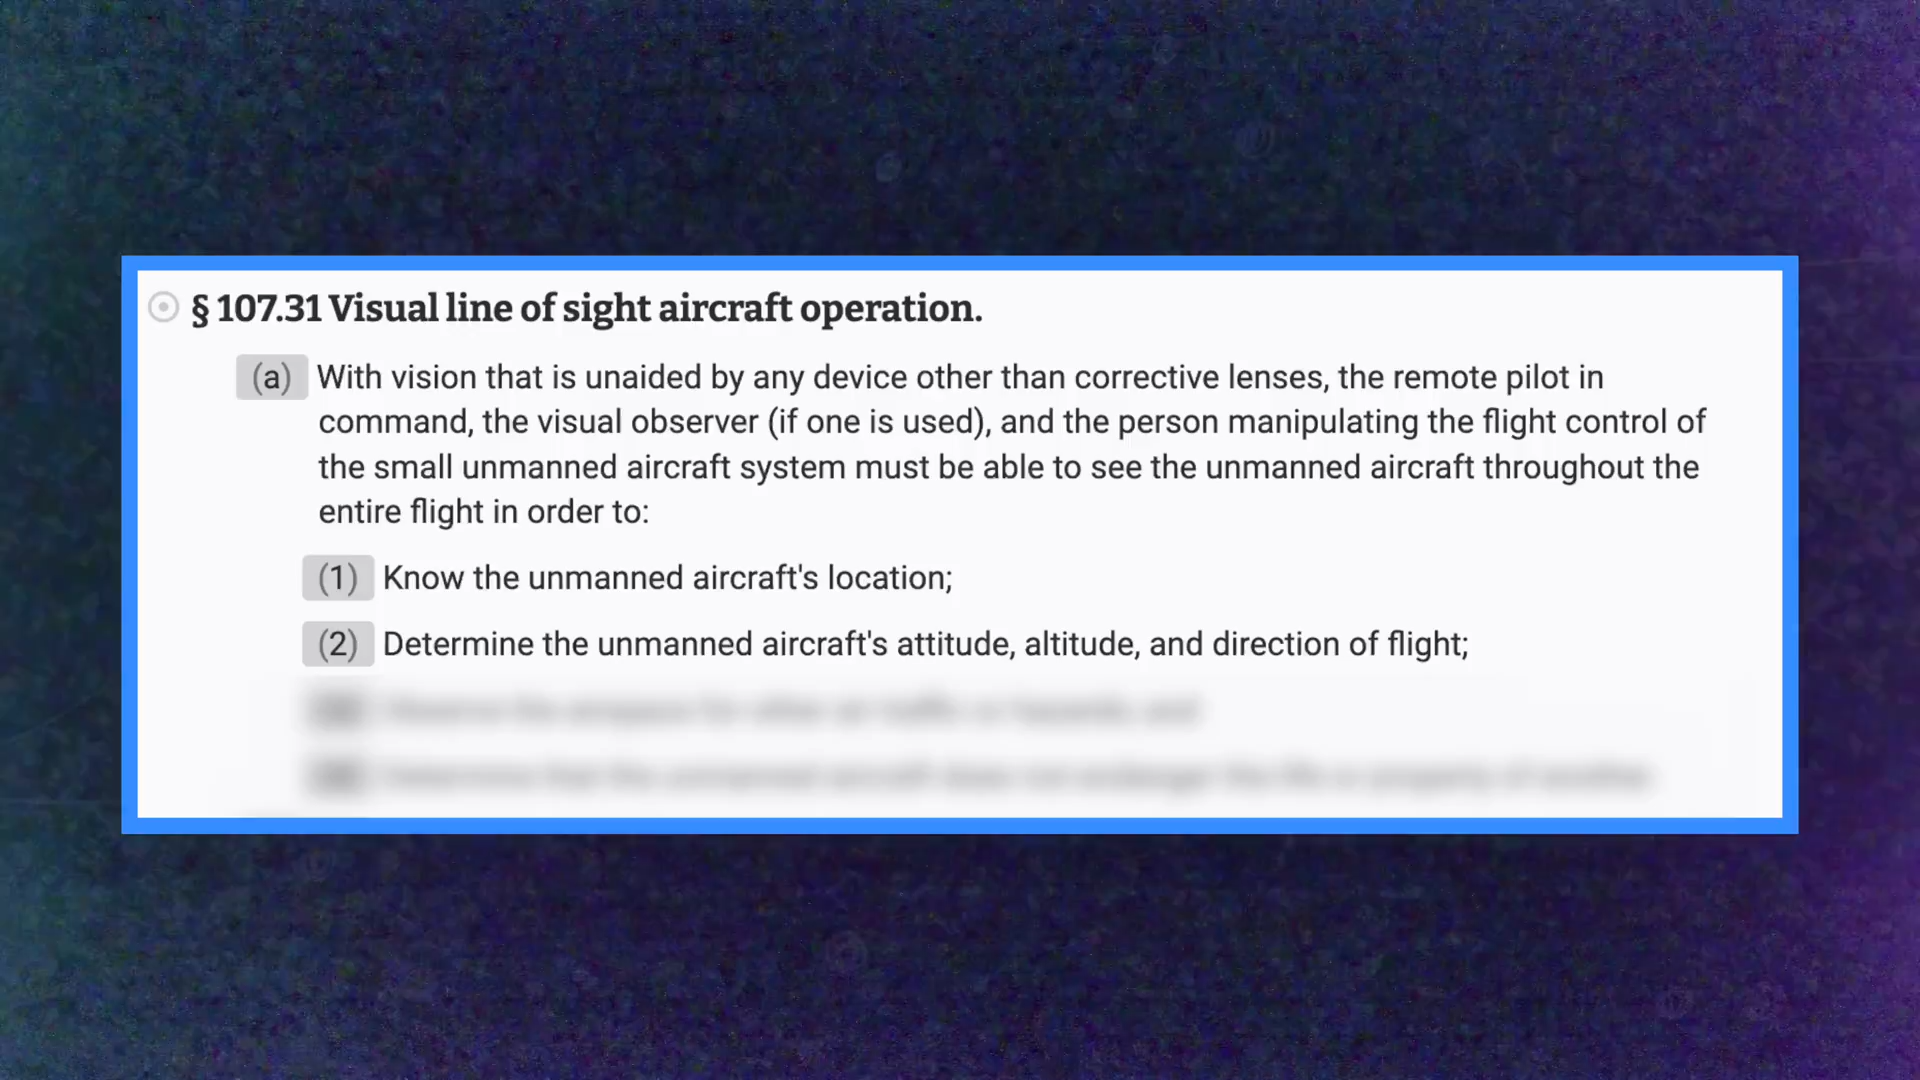 § 107.31 Visual line of sight aircraft operation.
(a) With vision that is unaided by any device other than corrective lenses, the remote pilot in
command, the visual observer (if one is used), and the person manipulating the flight control of
the small unmanned aircraft system must be able to see the unmanned aircraft throughout the
entire flight in order to:
(1) Know the unmanned aircraft's location;
(2) Determine the unmanned aircraft's attitude, altitude, and direction of flight;